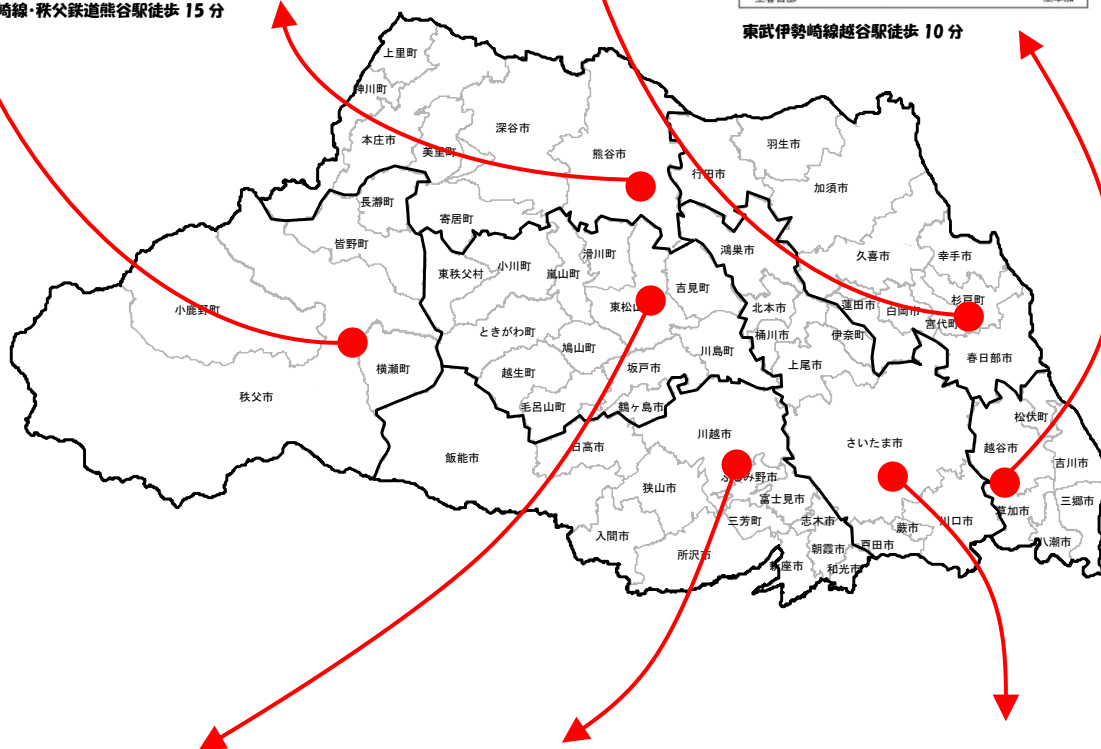 崎線・秩父鉄道熊谷駅徒歩 15 分
東武伊勢崎線越谷駅徒歩 10 分
上里町
神川町
本庄市
美里町
深谷市
熊谷市
行田市
羽生市
加須市
長瀞町
寄居町
皆野町
東秩父村
小川町
嵐山町
滑川町
吉見町
鴻巣市
久喜市
幸手市
小鹿野町
東松山
北本市
蓮田市
白岡市
杉戸町
宮代町
ときがわ町
鳩山町
川島町
桶川市
伊奈町
上尾市
春日部市
横瀬町
越生町
坂戸市
秩父市
毛呂山町
鶴ヶ島市
松伏町
飯能市
日高市
川越市
さいたま市
越谷市
吉川市
狭山市
ふじみ野市
富士見市
三郷市
入間市
三芳町
志木市
蕨市
川口市
草加市
所沢市
朝霞市
戸田市
八潮市
新座市
和光市